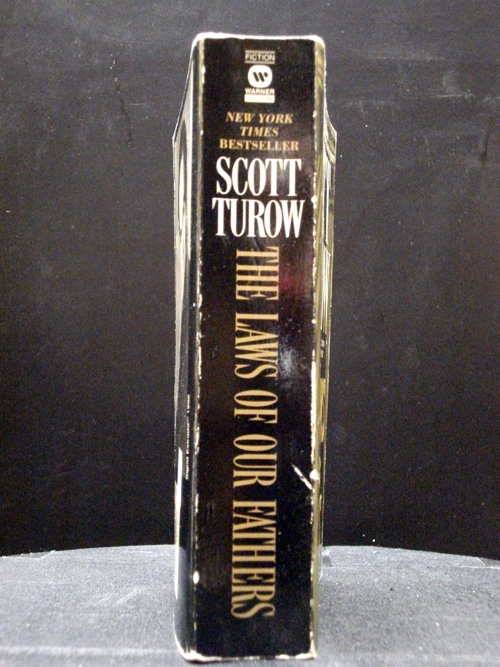 FICTION
WARNER
NEW YORK
TIMES
BESTSELLER
SCOTT
TUROW
THE LAWS OF OUR FATHERS